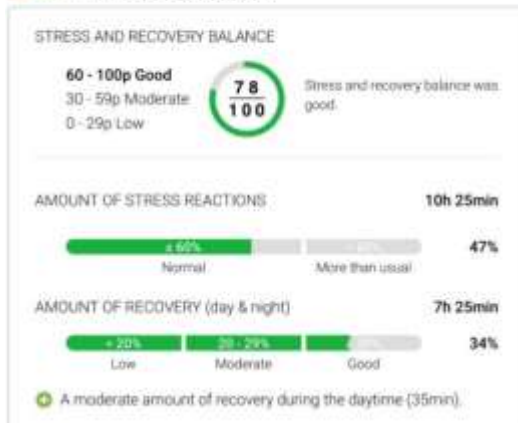 STRESS AND RECOVERY BALANCE
60 - 100p Good
30 - 59p Moderate
0 - 29p Low
78
100
Stress and recovery balance was
good.
AMOUNT OF STRESS REACTIONS 10h 25min
≤ 60% 47%
Normal More than usual
AMOUNT OF RECOVERY (day & night) 7h 25min
< 20% 20 - 29% 34%
Low Moderate Good
A moderate amount of recovery during the daytime (35min).